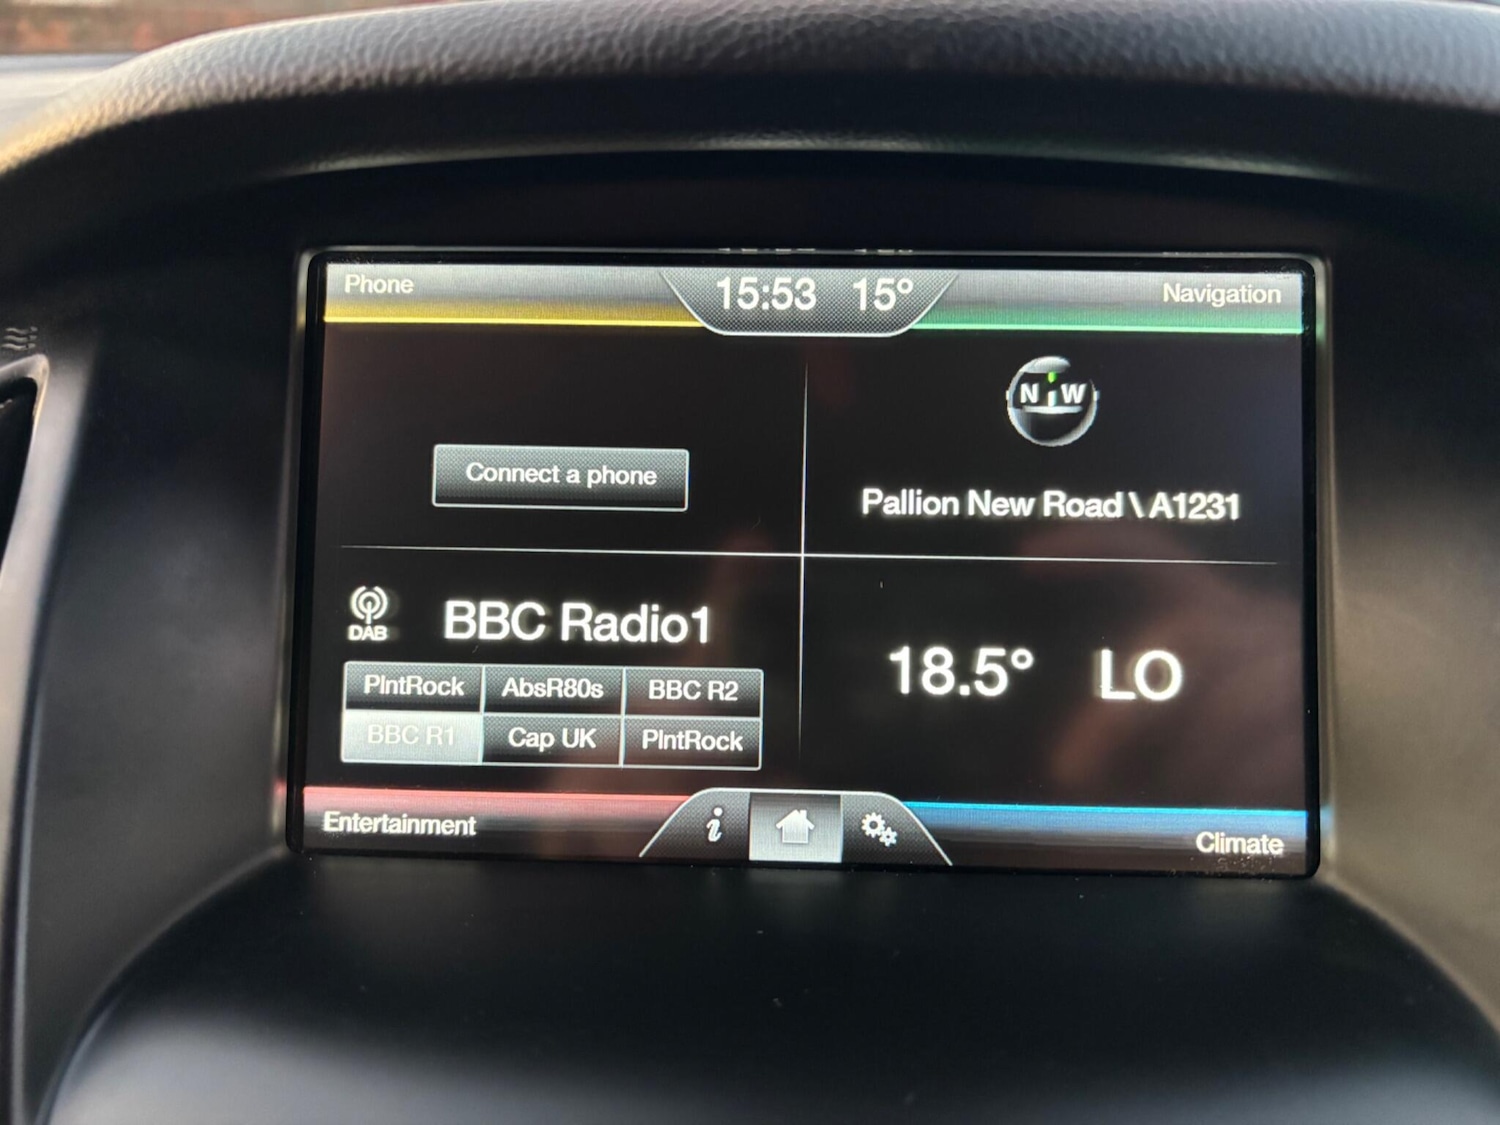 Phone
15:53 15°
Navigation
N W
Connect a phone
Pallion New Road \ A1231
DAB
BBC Radio1
PlntRock AbsR80s BBC R2
BBC R1 Cap UK PlntRock
18.5° LO
Entertainment
i
Climate